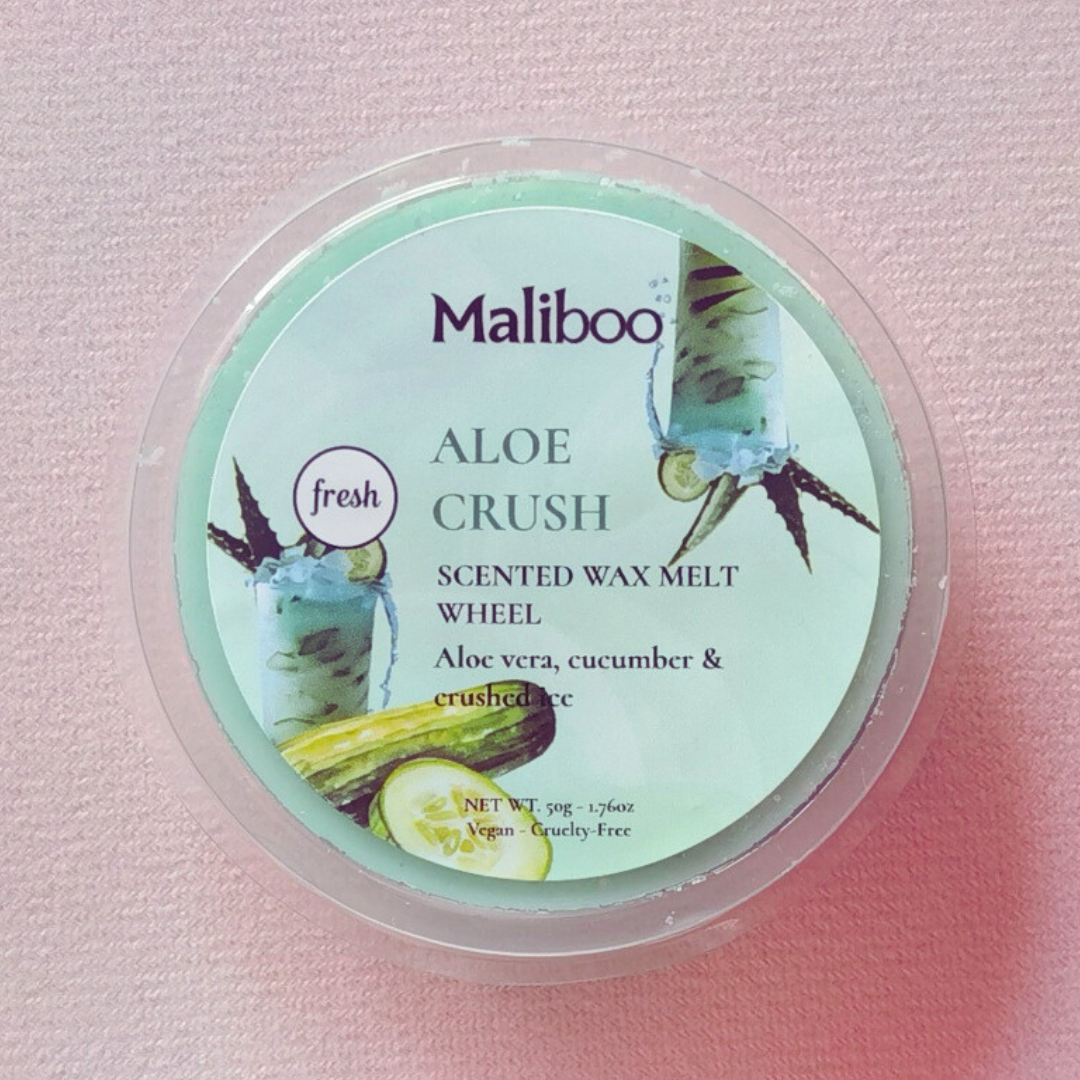 Maliboo
ALOE
CRUSH
fresh
SCENTED WAX MELT
WHEEL
Aloe vera, cucumber &
crushed ice
NET WT. 50g - 1.76oz
Vegan - Cruelty-Free